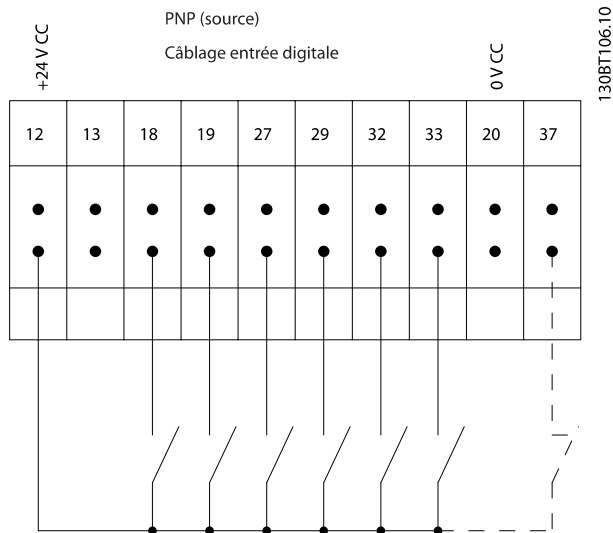 PNP (source)
Câblage entrée digitale
+24 V CC
0 V CC
130BT106.10
12 13 18 19 27 29 32 33 20 37